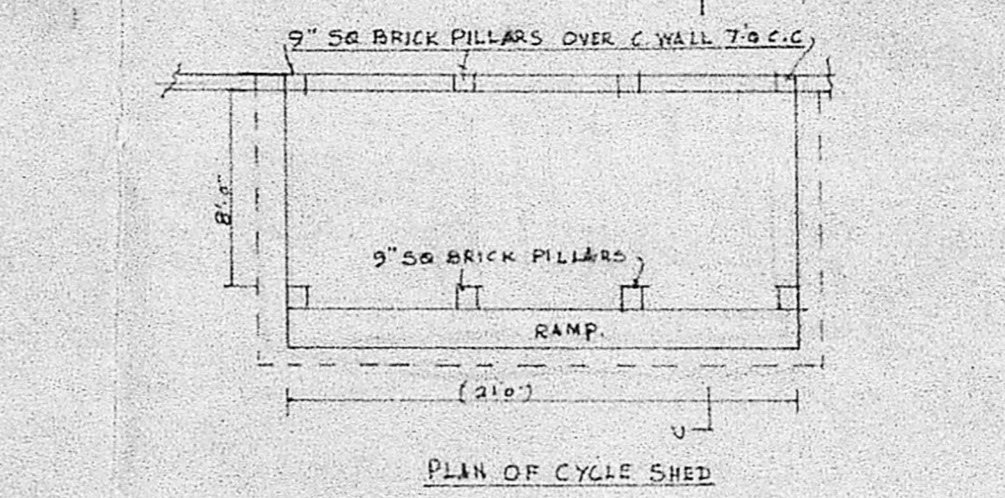 9" SQ BRICK PILLARS OVER C. WALL 7'0 C.C
8'.0"
9" SQ BRICK PILLARS
RAMP.
(21'0")
U
PLAN OF CYCLE SHED